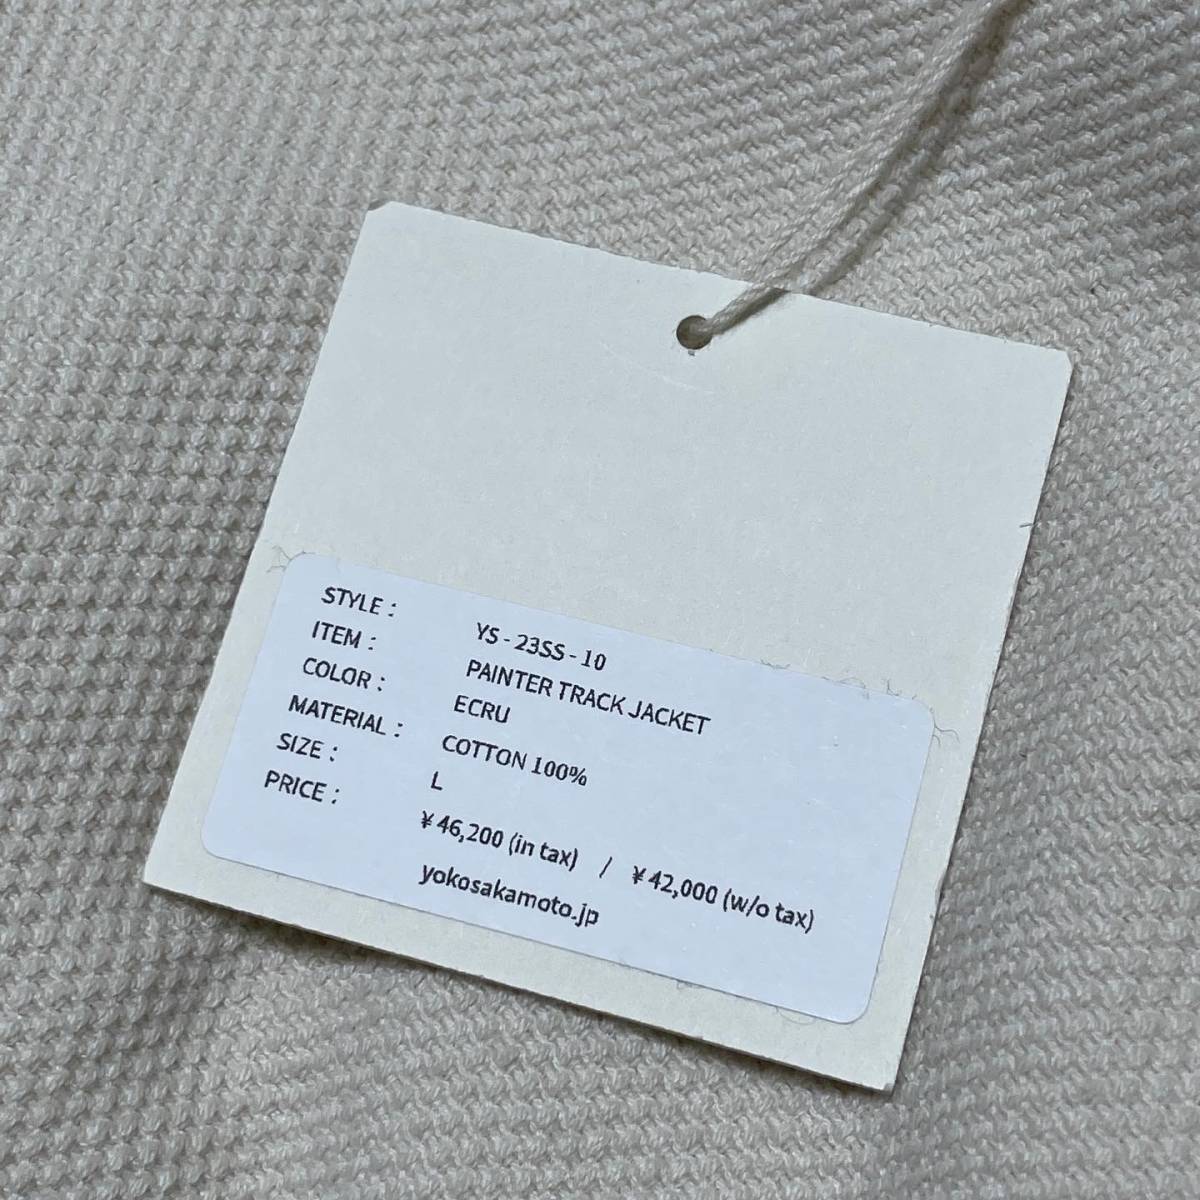 STYLE : YS - 23SS - 10
ITEM : PAINTER TRACK JACKET
COLOR : ECRU
MATERIAL : COTTON 100%
SIZE : L
PRICE : ¥ 46,200 (in tax) / ¥ 42,000 (w/o tax)
yokosakamoto.jp